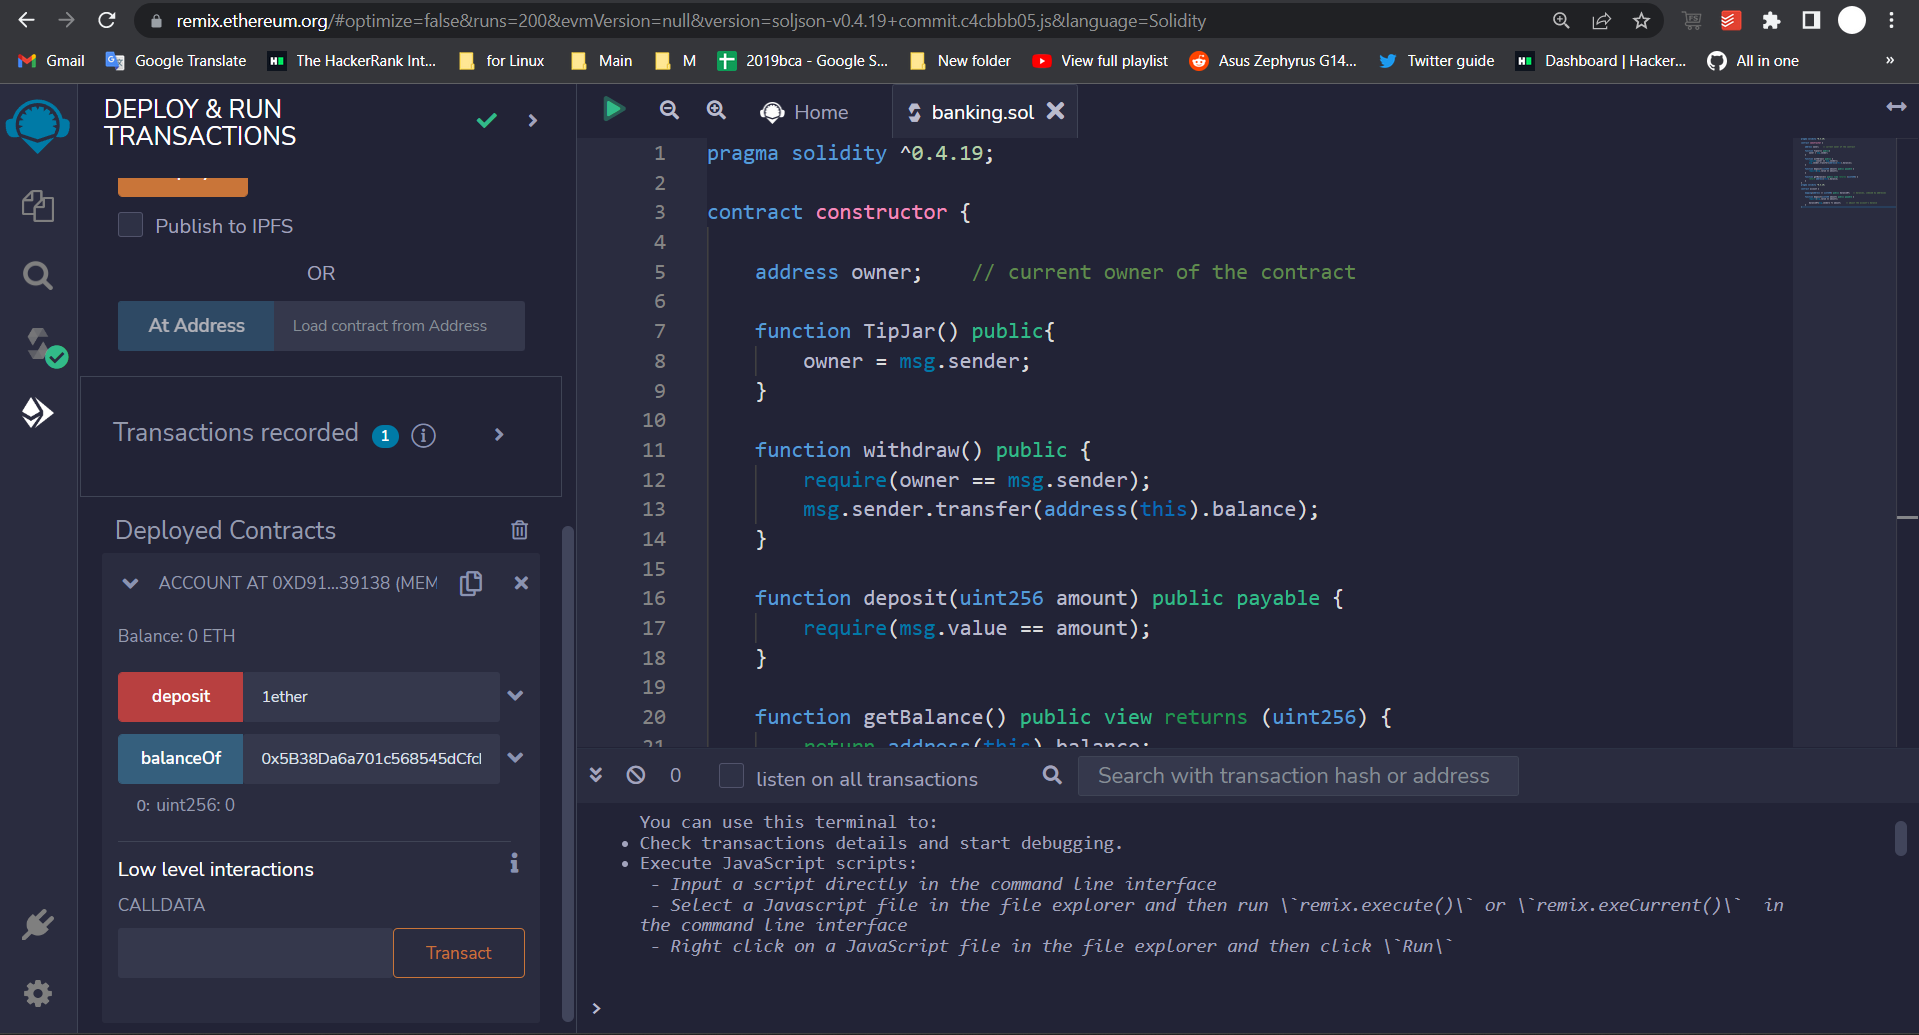 remix.ethereum.org/#optimize=false&runs=200&evmVersion=null&version=soljson-v0.4.19+commit.c4cbbb05.js&language=Solidity
Gmail Google Translate The HackerRank Int... for Linux Main M 2019bca - Google S... New folder View full playlist Asus Zephyrus G14... Twitter guide Dashboard | Hacker... All in one »
DEPLOY & RUN
TRANSACTIONS
Publish to IPFS
OR
At Address Load contract from Address
Transactions recorded 1
Deployed Contracts
ACCOUNT AT 0XD91...39138 (MEM
Balance: 0 ETH
deposit 1ether
balanceOf 0x5B38Da6a701c568545dCfcl
0: uint256: 0
Low level interactions
CALLDATA
Transact
Home banking.sol
1 pragma solidity ^0.4.19;
2
3 contract constructor {
4
5 address owner; // current owner of the contract
6
7 function TipJar() public{
8 owner = msg.sender;
9 }
10
11 function withdraw() public {
12 require(owner == msg.sender);
13 msg.sender.transfer(address(this).balance);
14 }
15
16 function deposit(uint256 amount) public payable {
17 require(msg.value == amount);
18 }
19
20 function getBalance() public view returns (uint256) {
21 return address(this).balance;
0 listen on all transactions Search with transaction hash or address
You can use this terminal to:
• Check transactions details and start debugging.
• Execute JavaScript scripts:
- Input a script directly in the command line interface
- Select a Javascript file in the file explorer and then run \`remix.execute()\` or \`remix.exeCurrent()\` in
the command line interface
- Right click on a JavaScript file in the file explorer and then click \`Run\`
>